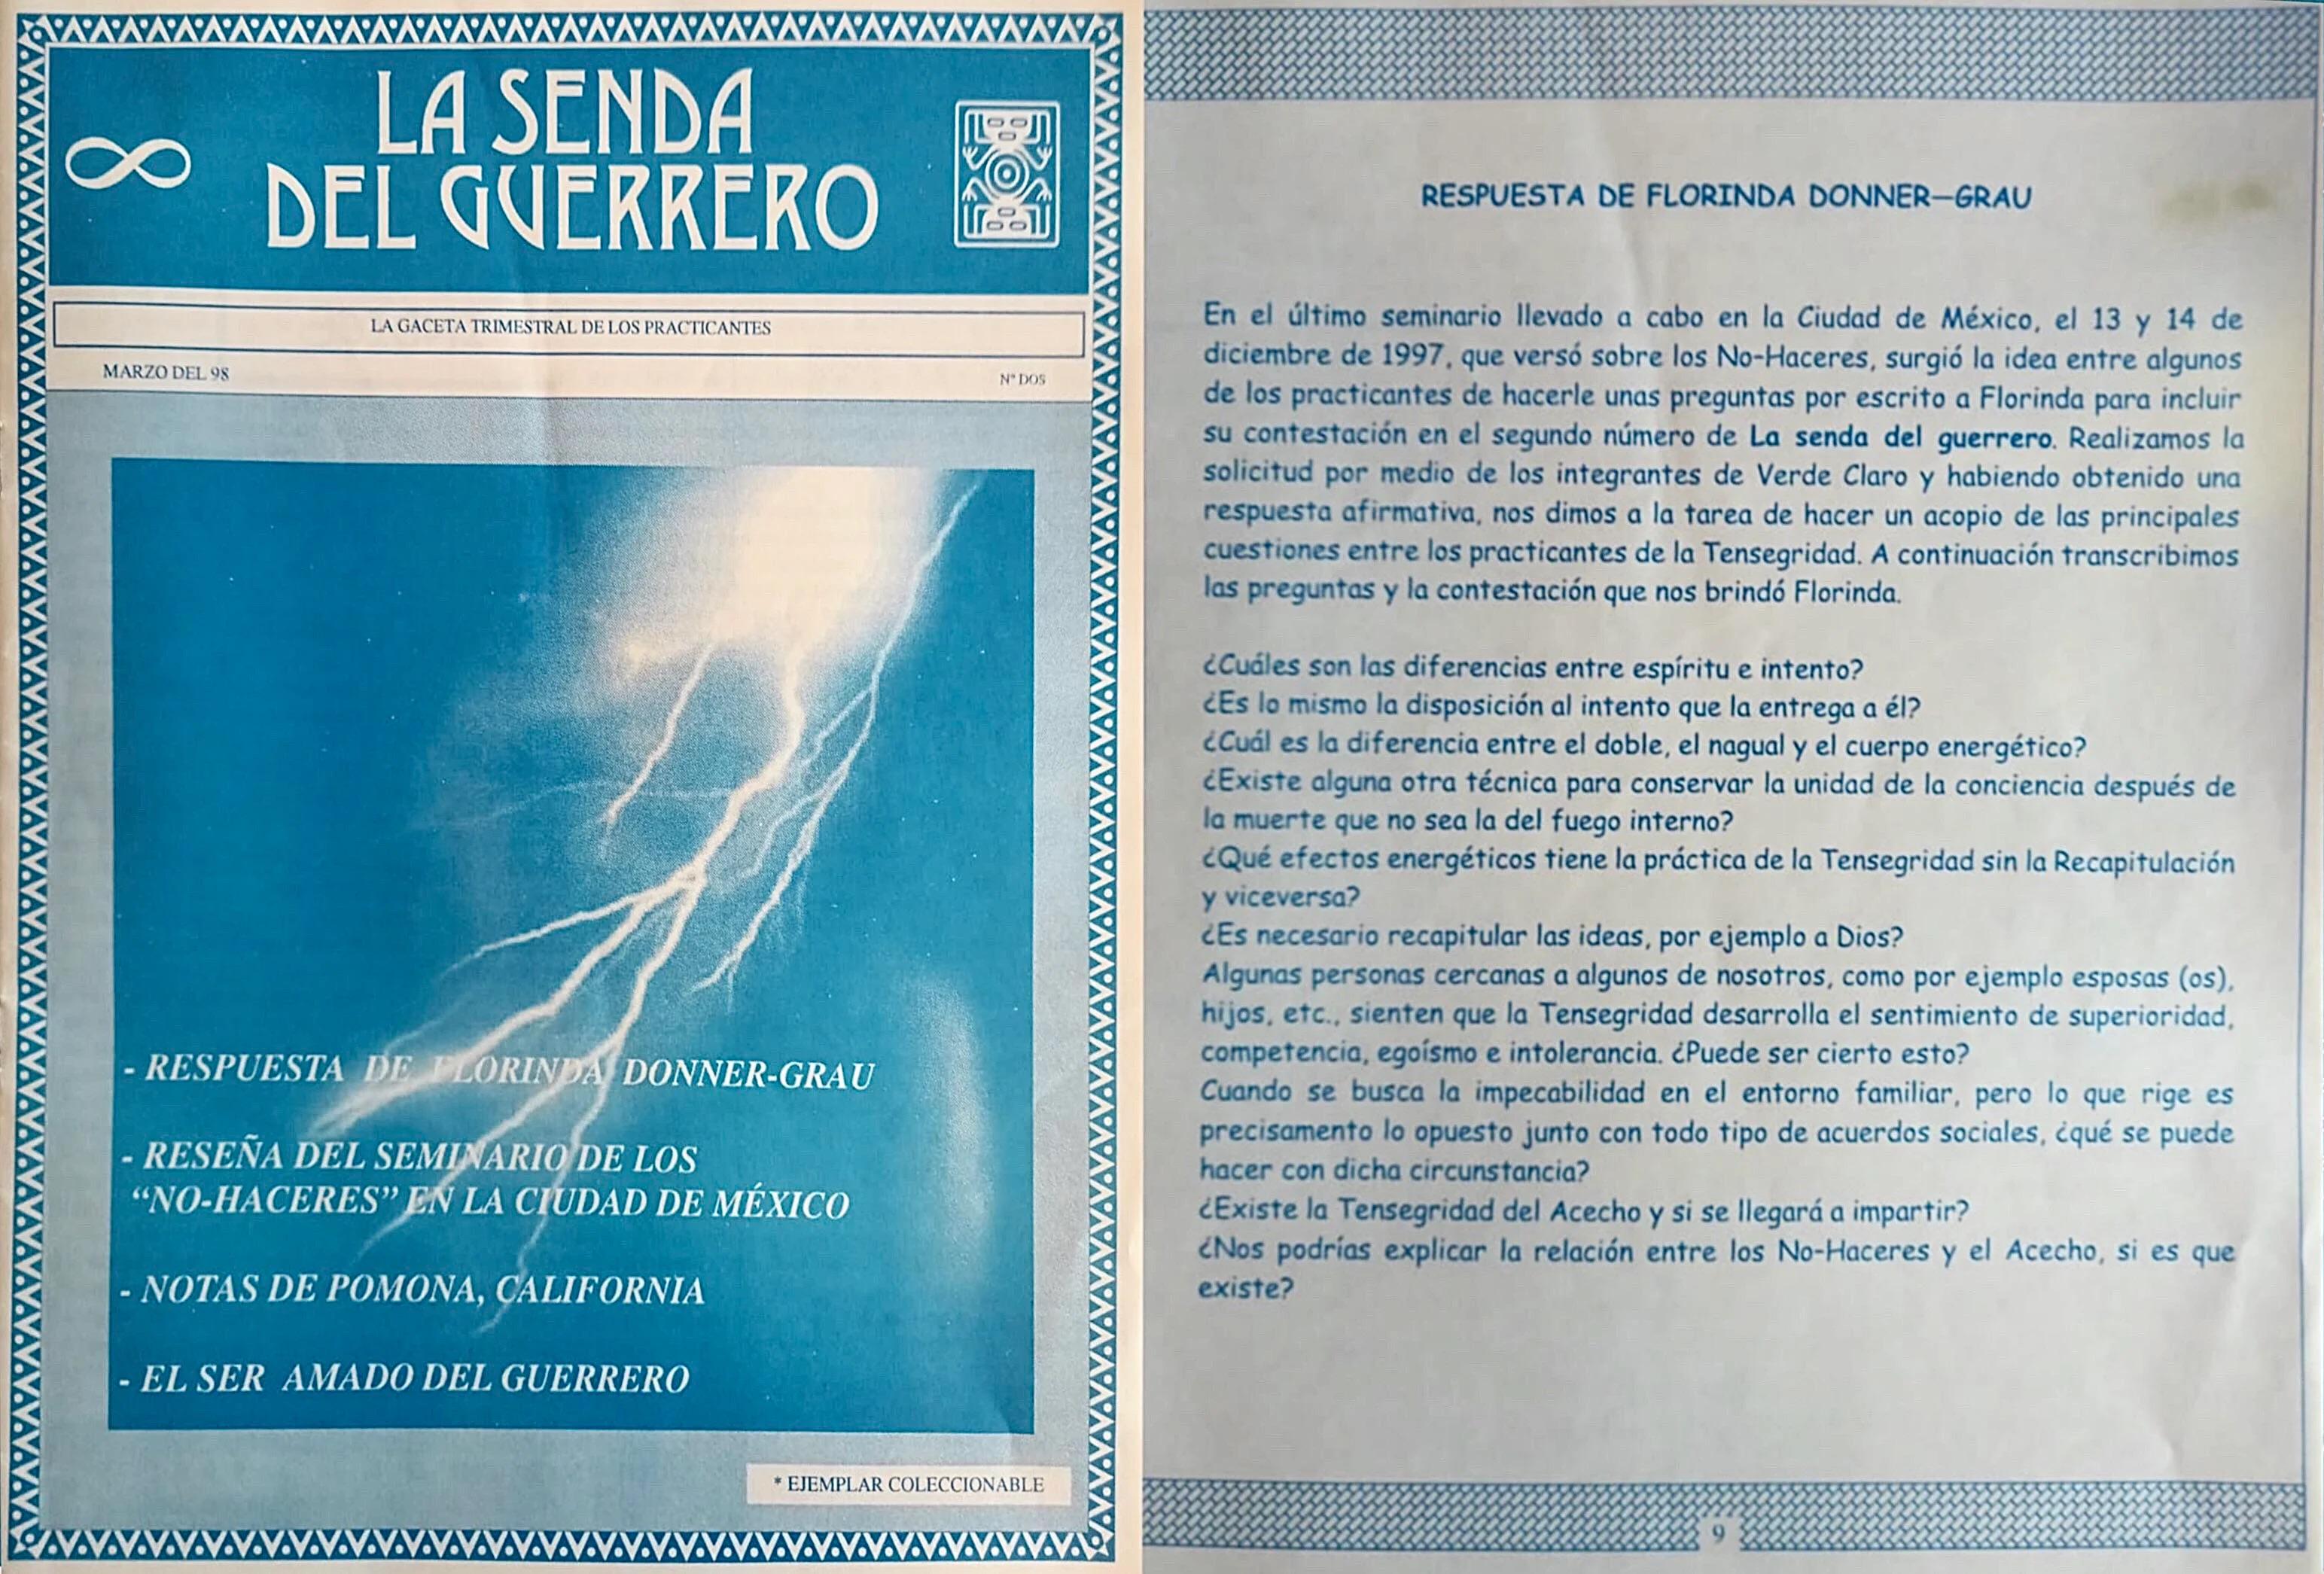 LA SENDA
DEL GUERRERO
LA GACETA TRIMESTRAL DE LOS PRACTICANTES
MARZO DEL 98
Nº DOS
- RESPUESTA DE FLORINDA DONNER-GRAU
- RESEÑA DEL SEMINARIO DE LOS
“NO-HACERES” EN LA CIUDAD DE MÉXICO
- NOTAS DE POMONA, CALIFORNIA
- EL SER AMADO DEL GUERRERO
* EJEMPLAR COLECCIONABLE
RESPUESTA DE FLORINDA DONNER—GRAU
En el último seminario llevado a cabo en la Ciudad de México, el 13 y 14 de
diciembre de 1997, que versó sobre los No-Haceres, surgió la idea entre algunos
de los practicantes de hacerle unas preguntas por escrito a Florinda para incluir
su contestación en el segundo número de La senda del guerrero. Realizamos la
solicitud por medio de los integrantes de Verde Claro y habiendo obtenido una
respuesta afirmativa, nos dimos a la tarea de hacer un acopio de las principales
cuestiones entre los practicantes de la Tensegridad. A continuación transcribimos
las preguntas y la contestación que nos brindó Florinda.
¿Cuáles son las diferencias entre espíritu e intento?
¿Es lo mismo la disposición al intento que la entrega a él?
¿Cuál es la diferencia entre el doble, el nagual y el cuerpo energético?
¿Existe alguna otra técnica para conservar la unidad de la conciencia después de
la muerte que no sea la del fuego interno?
¿Qué efectos energéticos tiene la práctica de la Tensegridad sin la Recapitulación
y viceversa?
¿Es necesario recapitular las ideas, por ejemplo a Dios?
Algunas personas cercanas a algunos de nosotros, como por ejemplo esposas (os),
hijos, etc., sienten que la Tensegridad desarrolla el sentimiento de superioridad,
competencia, egoísmo e intolerancia. ¿Puede ser cierto esto?
Cuando se busca la impecabilidad en el entorno familiar, pero lo que rige es
precisamento lo opuesto junto con todo tipo de acuerdos sociales, ¿qué se puede
hacer con dicha circunstancia?
¿Existe la Tensegridad del Acecho y si se llegará a impartir?
¿Nos podrías explicar la relación entre los No-Haceres y el Acecho, si es que
existe?
9